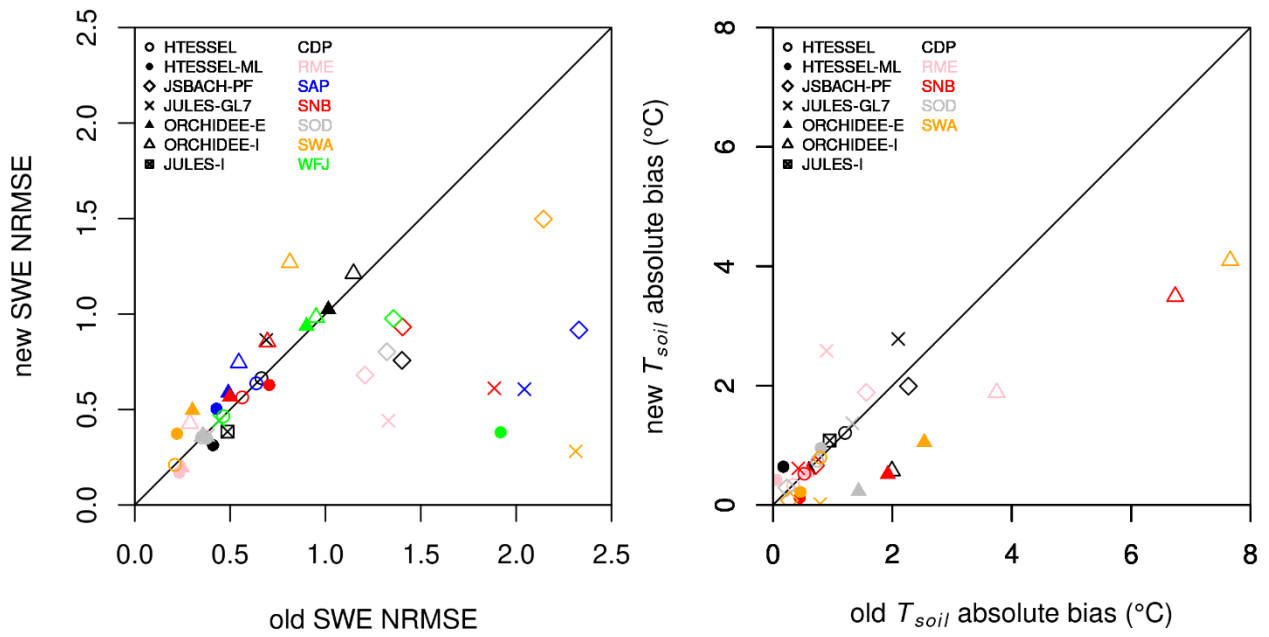 new SWE NRMSE
2.5
2.0
1.5
1.0
0.5
0.0
HTESSEL CDP
HTESSEL-ML RME
JSBACH-PF SAP
JULES-GL7 SNB
ORCHIDEE-E SOD
ORCHIDEE-I SWA
JULES-I WFJ
0.0 0.5 1.0 1.5 2.0 2.5
old SWE NRMSE
new Tsoil absolute bias (°C)
8
6
4
2
0
HTESSEL CDP
HTESSEL-ML RME
JSBACH-PF SNB
JULES-GL7 SOD
ORCHIDEE-E SWA
ORCHIDEE-I
JULES-I
0 2 4 6 8
old Tsoil absolute bias (°C)